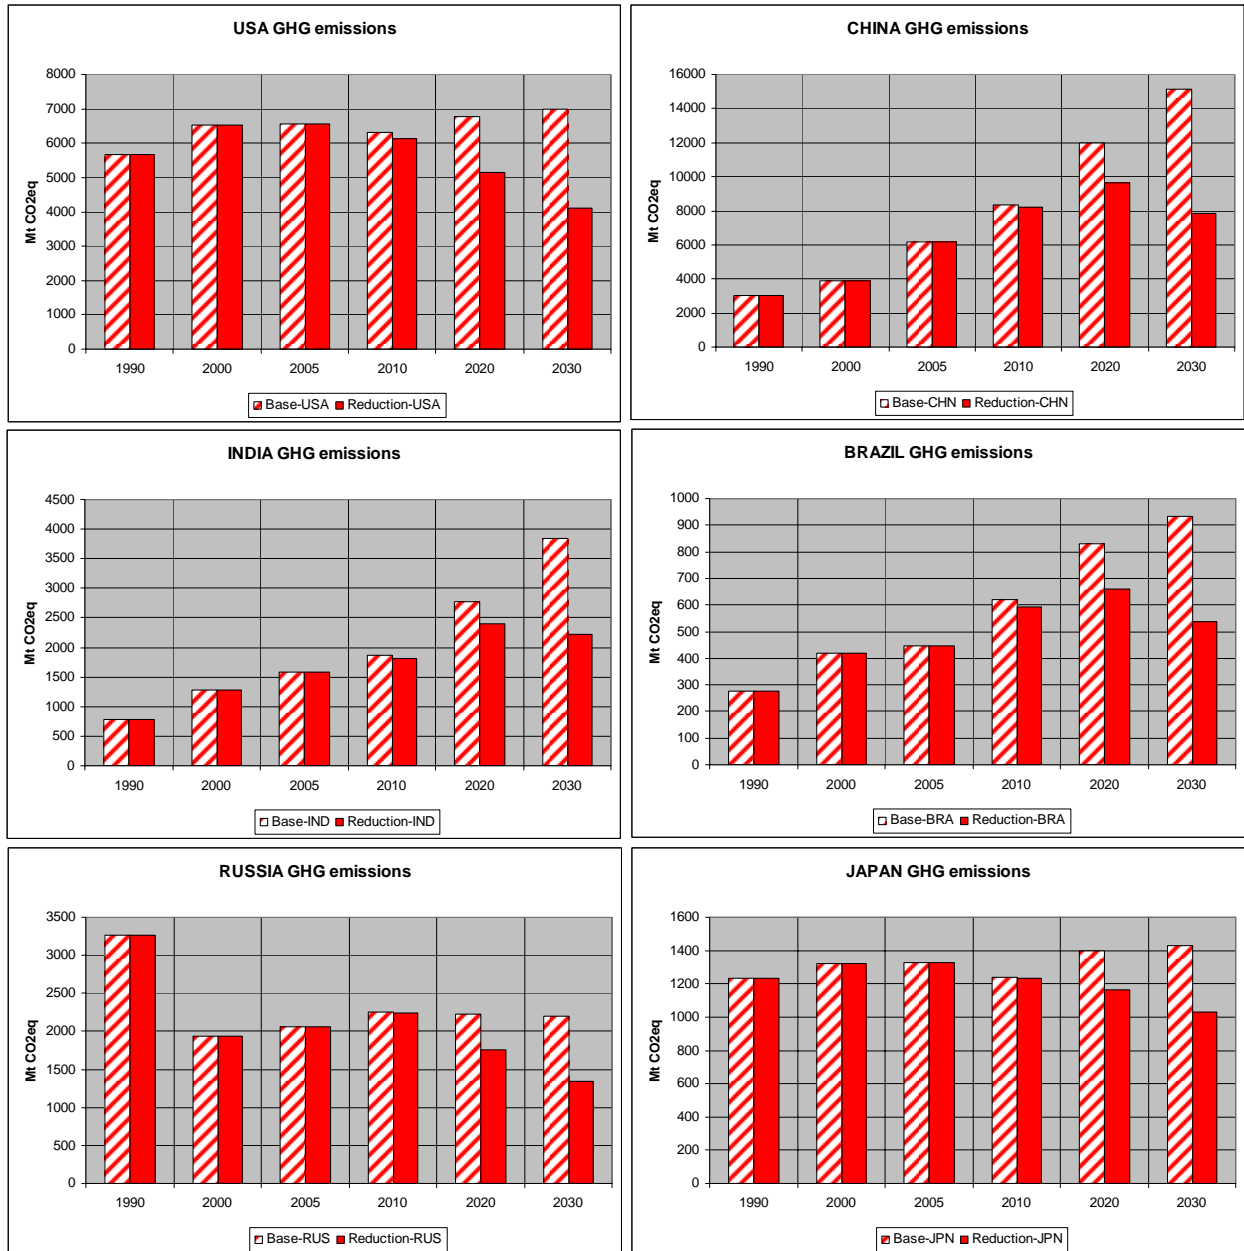 USA GHG emissions
Mt CO2eq
8000
7000
6000
5000
4000
3000
2000
1000
0
1990 2000 2005 2010 2020 2030
Base-USA Reduction-USA
CHINA GHG emissions
Mt CO2eq
16000
14000
12000
10000
8000
6000
4000
2000
0
1990 2000 2005 2010 2020 2030
Base-CHN Reduction-CHN
INDIA GHG emissions
Mt CO2eq
4500
4000
3500
3000
2500
2000
1500
1000
500
0
1990 2000 2005 2010 2020 2030
Base-IND Reduction-IND
BRAZIL GHG emissions
Mt CO2eq
1000
900
800
700
600
500
400
300
200
100
0
1990 2000 2005 2010 2020 2030
Base-BRA Reduction-BRA
RUSSIA GHG emissions
Mt CO2eq
3500
3000
2500
2000
1500
1000
500
0
1990 2000 2005 2010 2020 2030
Base-RUS Reduction-RUS
JAPAN GHG emissions
Mt CO2eq
1600
1400
1200
1000
800
600
400
200
0
1990 2000 2005 2010 2020 2030
Base-JPN Reduction-JPN